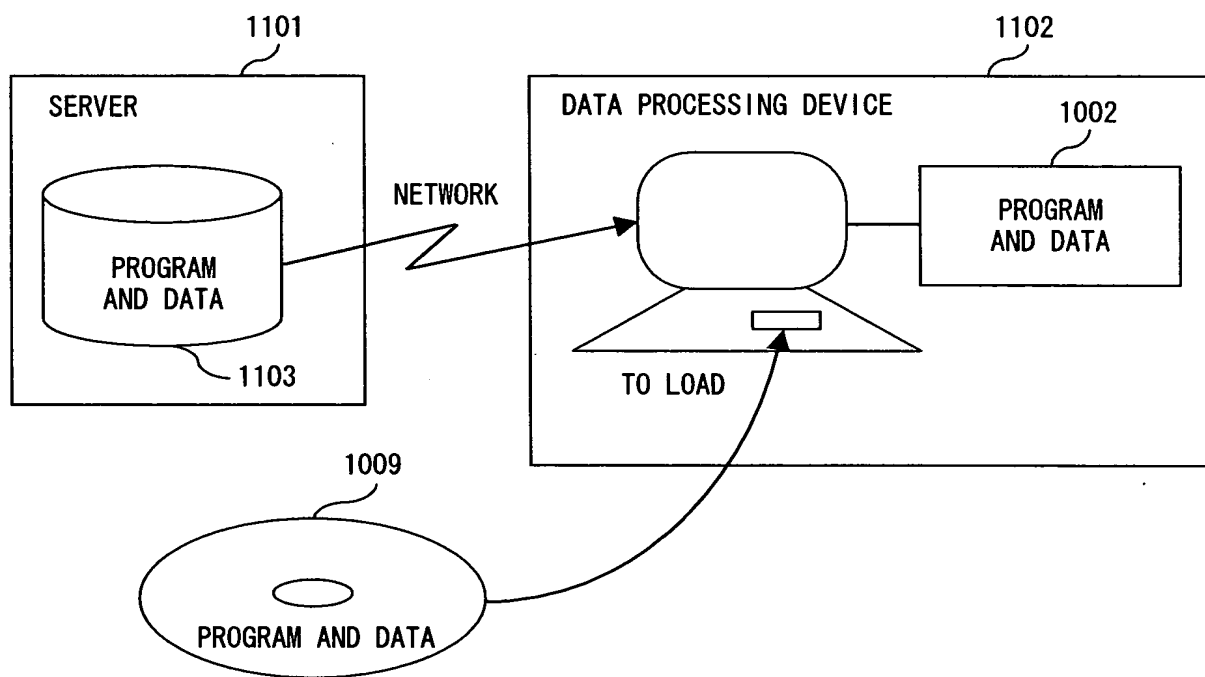 1101
SERVER
PROGRAM
AND DATA
1103
NETWORK
1102
DATA PROCESSING DEVICE
1002
PROGRAM
AND DATA
TO LOAD
1009
PROGRAM AND DATA